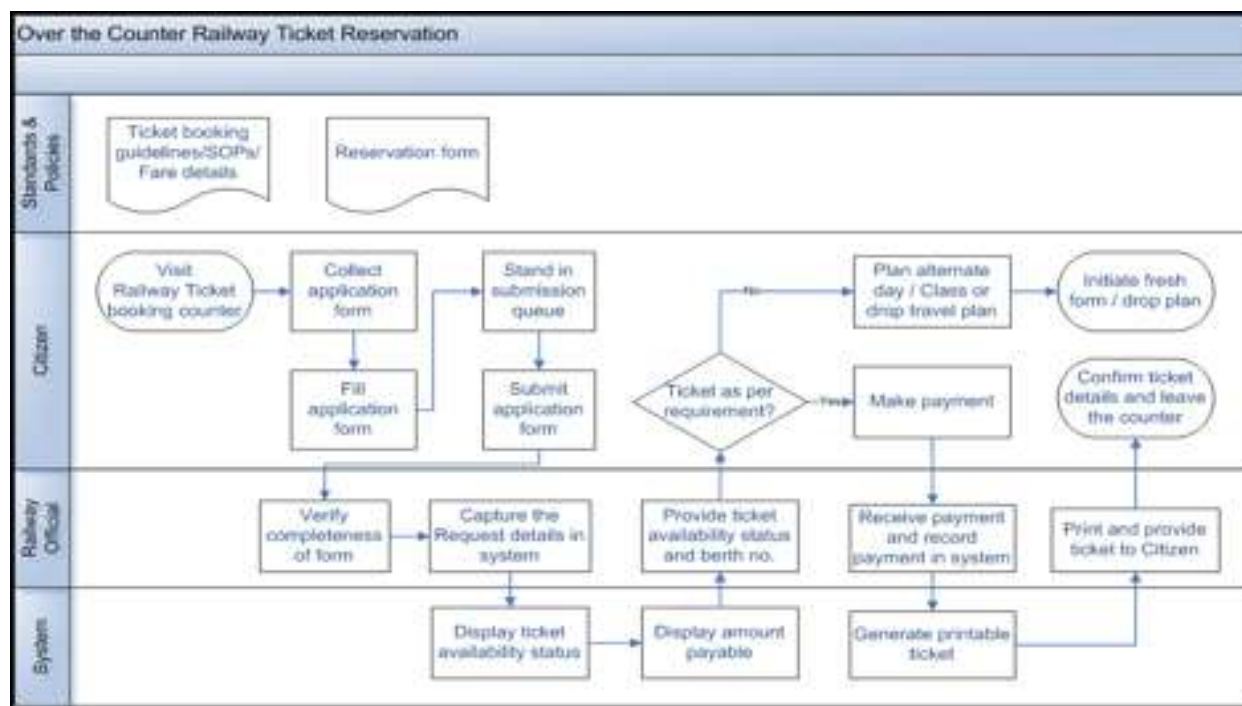 Over the Counter Railway Ticket Reservation
Standards &
Policies
Ticket booking
guidelines/SOPs/
Fare details
Reservation form
Citizen
Visit
Railway Ticket
booking counter
Collect
application
form
Stand in
submission
queue
No
Plan alternate
day / Class or
drop travel plan
Initiate fresh
form / drop plan
Fill
application
form
Submit
application
form
Ticket as per
requirement?
Yes
Make payment
Confirm ticket
details and leave
the counter
Railway
Official
Verify
completeness
of form
Capture the
Request details in
system
Provide ticket
availability status
and berth no.
Receive payment
and record
payment in system
Print and provide
ticket to Citizen
System
Display ticket
availability status
Display amount
payable
Generate printable
ticket